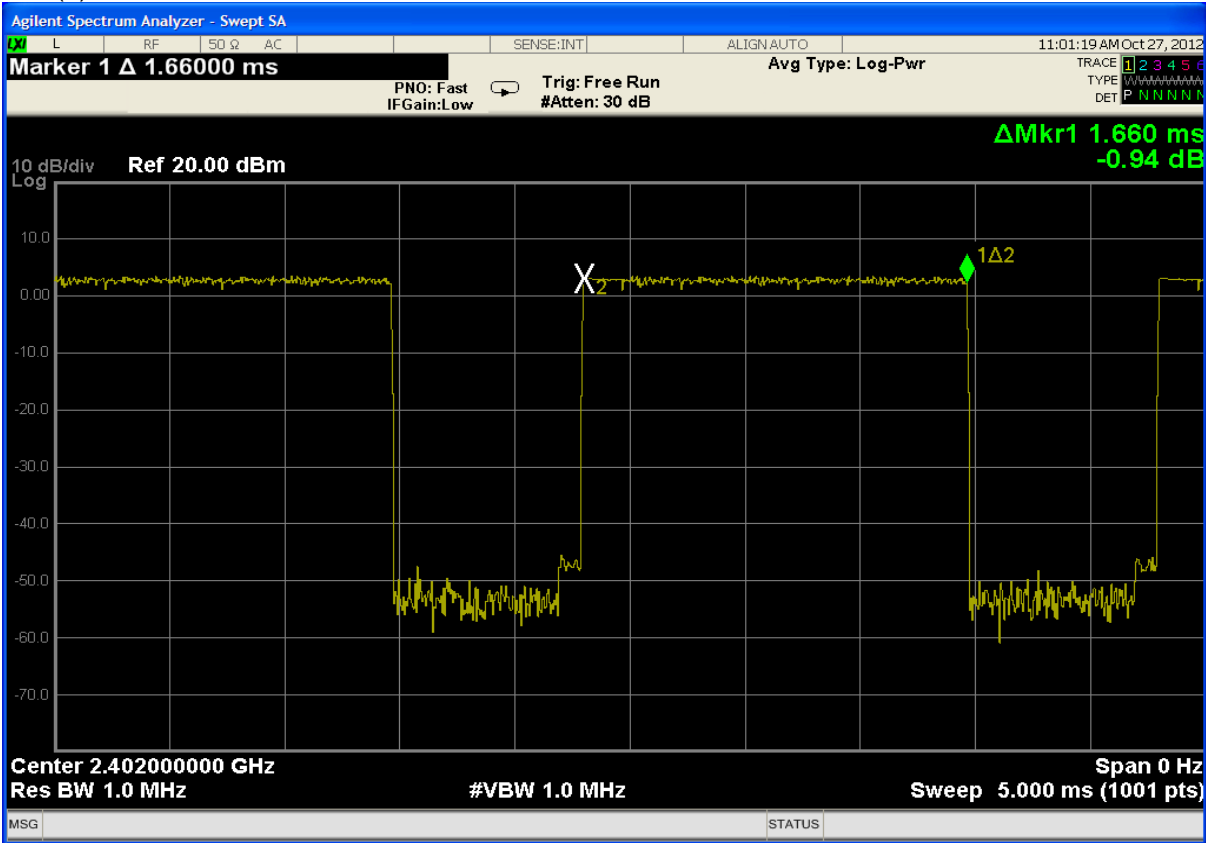 Agilent Spectrum Analyzer - Swept SA
LXI L RF 50 Ω AC SENSE:INT ALIGN AUTO 11:01:19 AM Oct 27, 2012
Marker 1 Δ 1.66000 ms
PNO: Fast
IFGain:Low
Trig: Free Run
#Atten: 30 dB
Avg Type: Log-Pwr
TRACE 1 2 3 4 5 6
TYPE
DET P N N N N N
ΔMkr1 1.660 ms
-0.94 dB
10 dB/div Ref 20.00 dBm
Log
10.0
1Δ2
X2
0.00
-10.0
-20.0
-30.0
-40.0
-50.0
-60.0
-70.0
Center 2.402000000 GHz Span 0 Hz
Res BW 1.0 MHz #VBW 1.0 MHz Sweep 5.000 ms (1001 pts)
MSG STATUS